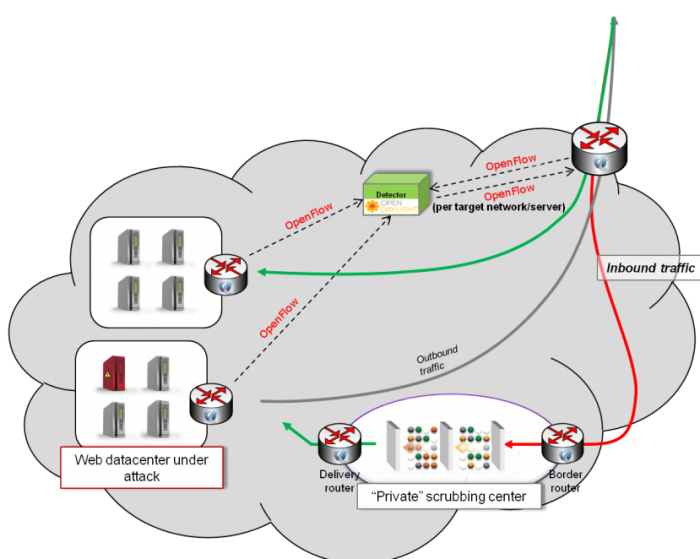 OpenFlow
Detector
OPEN
DAYLIGHT
OpenFlow
(per target network/server)
OpenFlow
Inbound traffic
OpenFlow
Outbound
traffic
Web datacenter under
attack
Delivery
router
Border
router
“Private” scrubbing center